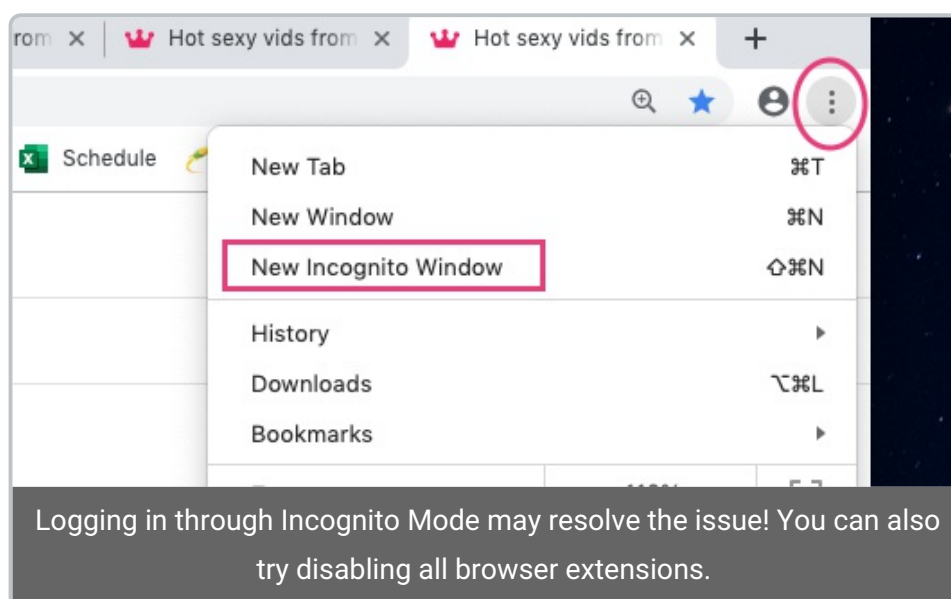 rom Hot sexy vids from Hot sexy vids from
Schedule
New Tab ⌘T
New Window ⌘N
New Incognito Window ⇧⌘N
History
Downloads ⌥⌘L
Bookmarks
Logging in through Incognito Mode may resolve the issue! You can also
try disabling all browser extensions.